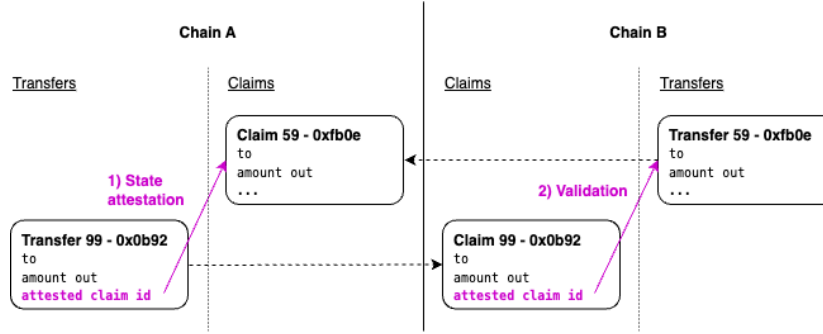 Chain A
Chain B
Transfers
Claims
Claims
Transfers
Claim 59 - 0xfb0e
to
amount out
...
Transfer 59 - 0xfb0e
to
amount out
...
1) State
attestation
2) Validation
Transfer 99 - 0x0b92
to
amount out
attested claim id
Claim 99 - 0x0b92
to
amount out
attested claim id